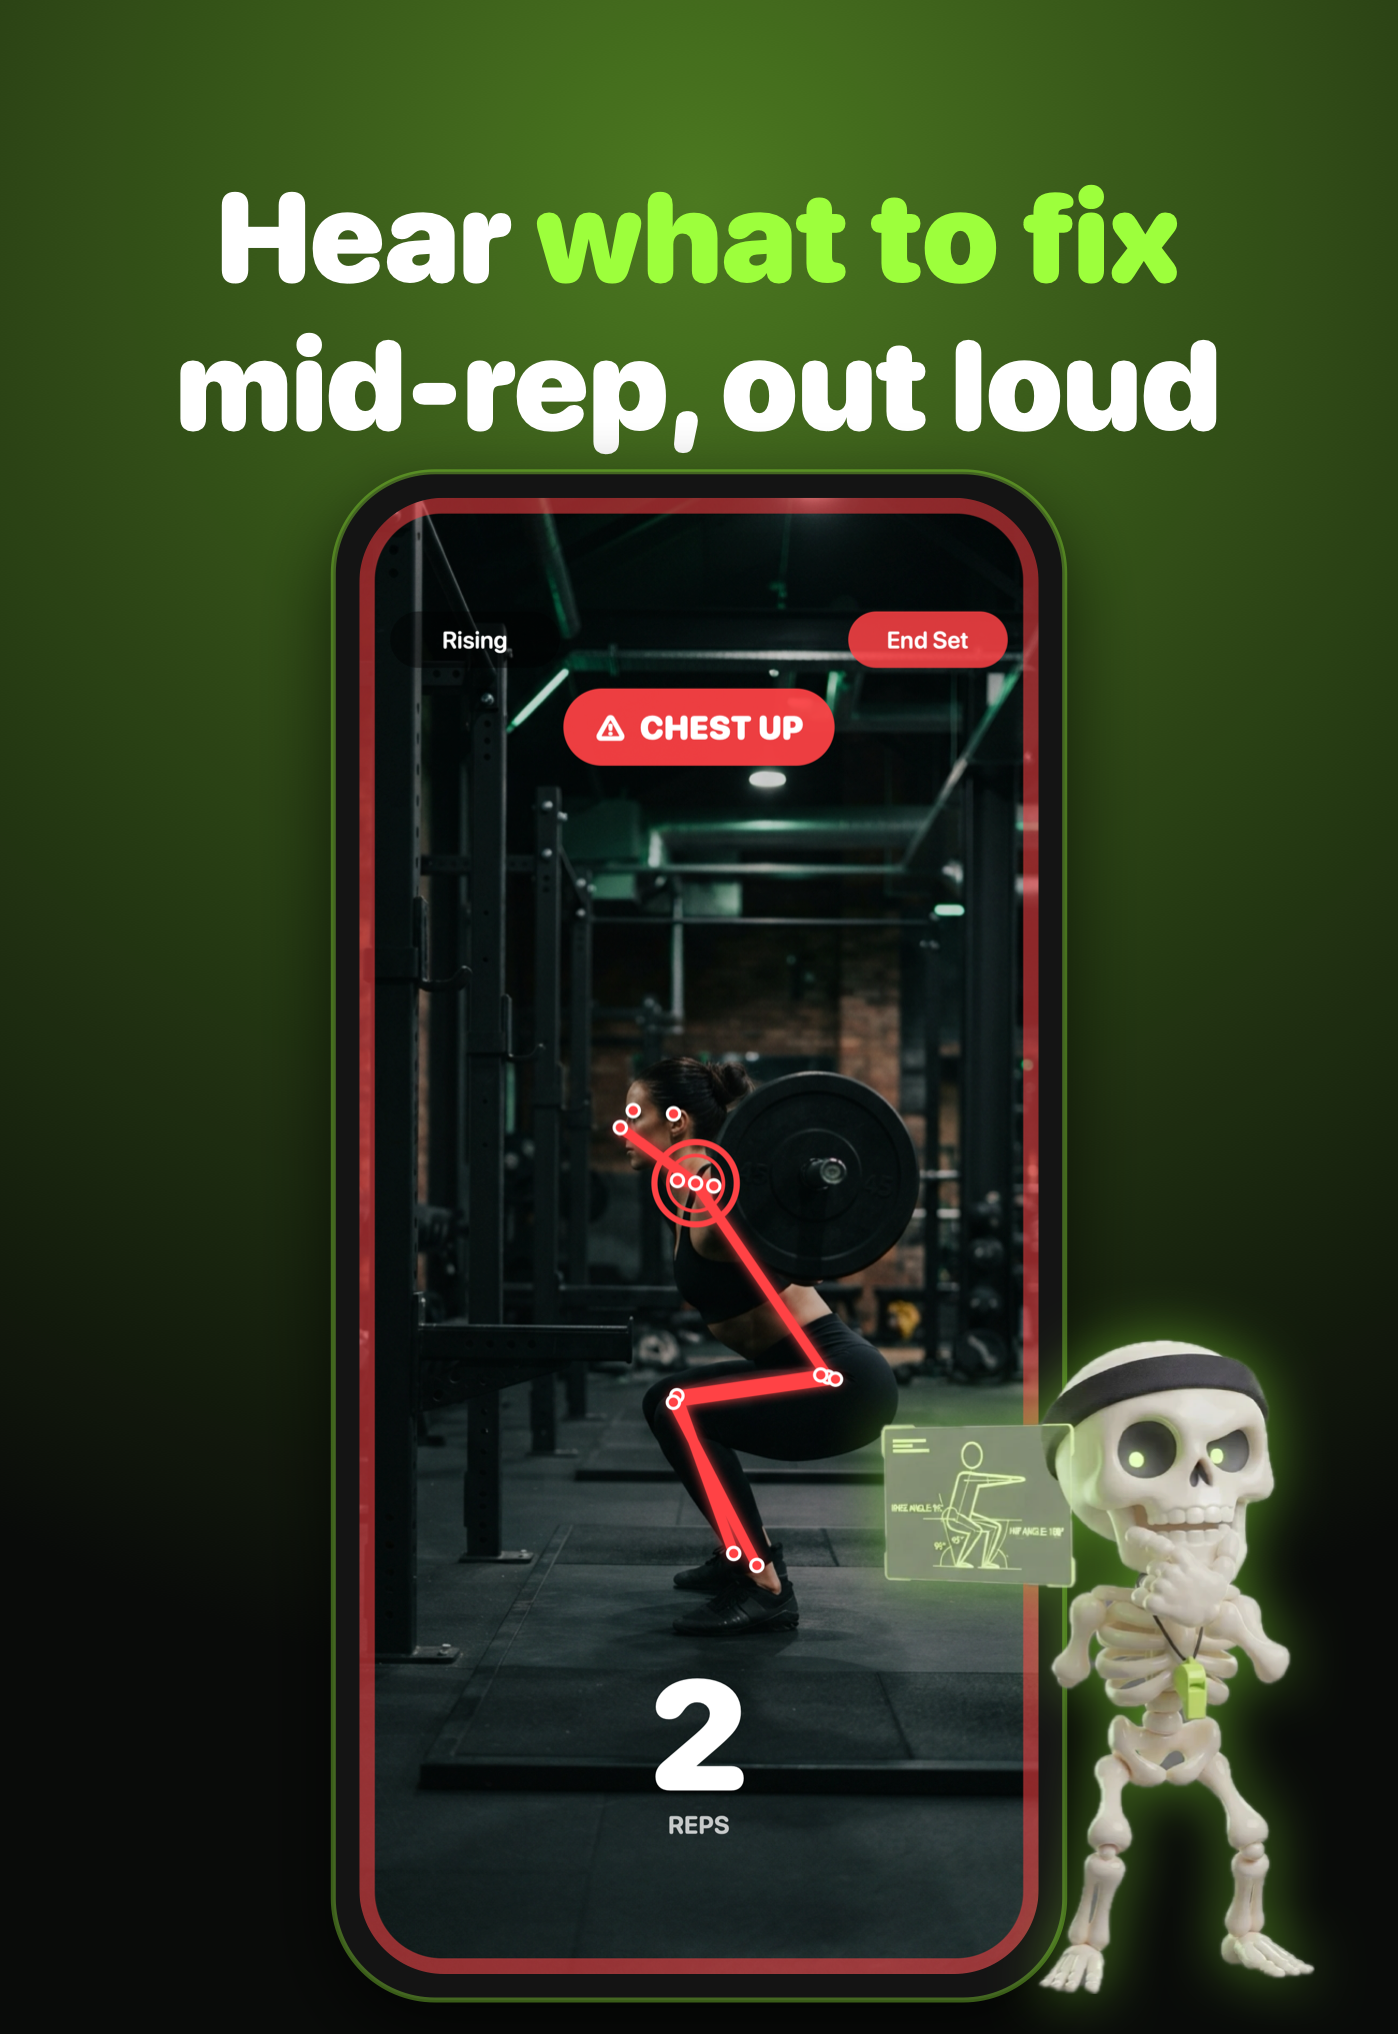 Hear what to fix
mid-rep, out loud
Rising
End Set
CHEST UP
2
REPS